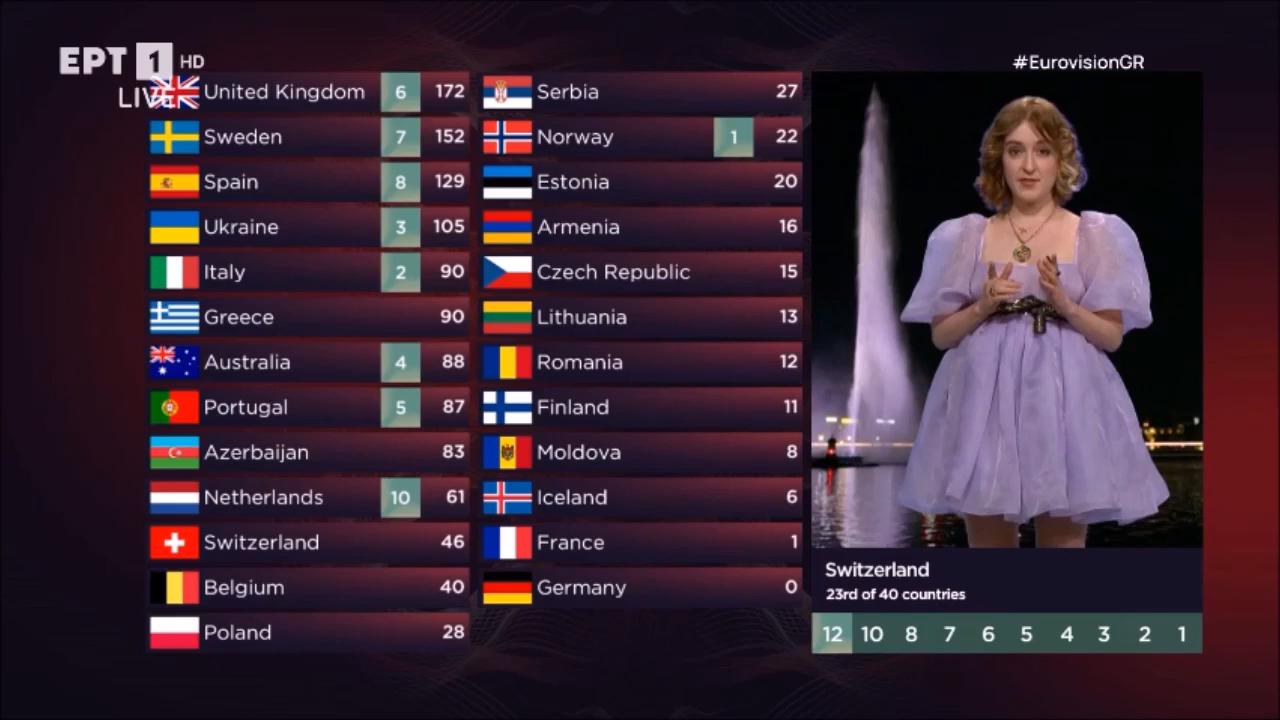 ΕΡΤ 1 HD
LIVE
#EurovisionGR
United Kingdom 6 172
Sweden 7 152
Spain 8 129
Ukraine 3 105
Italy 2 90
Greece 90
Australia 4 88
Portugal 5 87
Azerbaijan 83
Netherlands 10 61
Switzerland 46
Belgium 40
Poland 28
Serbia 27
Norway 1 22
Estonia 20
Armenia 16
Czech Republic 15
Lithuania 13
Romania 12
Finland 11
Moldova 8
Iceland 6
France 1
Germany 0
Switzerland
23rd of 40 countries
12 10 8 7 6 5 4 3 2 1